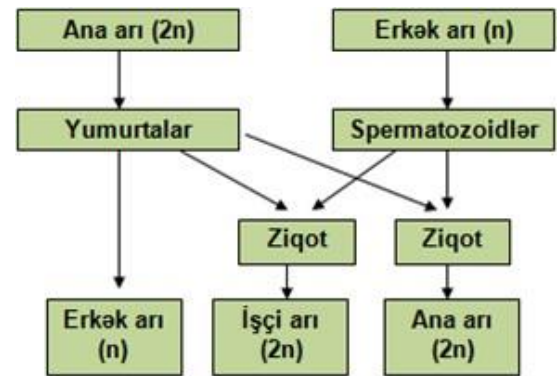 Ana arı (2n)
Erkək arı (n)
Yumurtalar
Spermatozoidlər
Ziqot
Ziqot
Erkək arı
(n)
İşçi arı
(2n)
Ana arı
(2n)